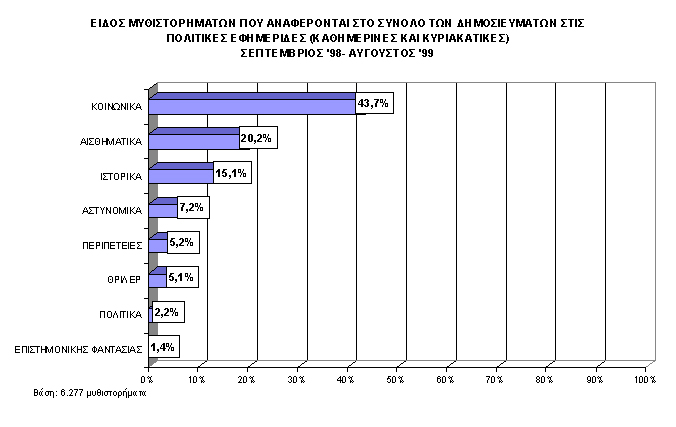 ΕΙΔΟΣ ΜΥΘΙΣΤΟΡΗΜΑΤΩΝ ΠΟΥ ΑΝΑΦΕΡΟΝΤΑΙ ΣΤΟ ΣΥΝΟΛΟ ΤΩΝ ΔΗΜΟΣΙΕΥΜΑΤΩΝ ΣΤΙΣ
ΠΟΛΙΤΙΚΕΣ ΕΦΗΜΕΡΙΔΕΣ (ΚΑΘΗΜΕΡΙΝΕΣ ΚΑΙ ΚΥΡΙΑΚΑΤΙΚΕΣ)
ΣΕΠΤΕΜΒΡΙΟΣ '98- ΑΥΓΟΥΣΤΟΣ '99
ΚΟΙΝΩΝΙΚΑ 43,7%
ΑΙΣΘΗΜΑΤΙΚΑ 20,2%
ΙΣΤΟΡΙΚΑ 15,1%
ΑΣΤΥΝΟΜΙΚΑ 7,2%
ΠΕΡΙΠΕΤΕΙΕΣ 5,2%
ΘΡΙΛΕΡ 5,1%
ΠΟΛΙΤΙΚΑ 2,2%
ΕΠΙΣΤΗΜΟΝΙΚΗΣ ΦΑΝΤΑΣΙΑΣ 1,4%
0% 10% 20% 30% 40% 50% 60% 70% 80% 90% 100%
Βάση: 6.277 μυθιστορήματα